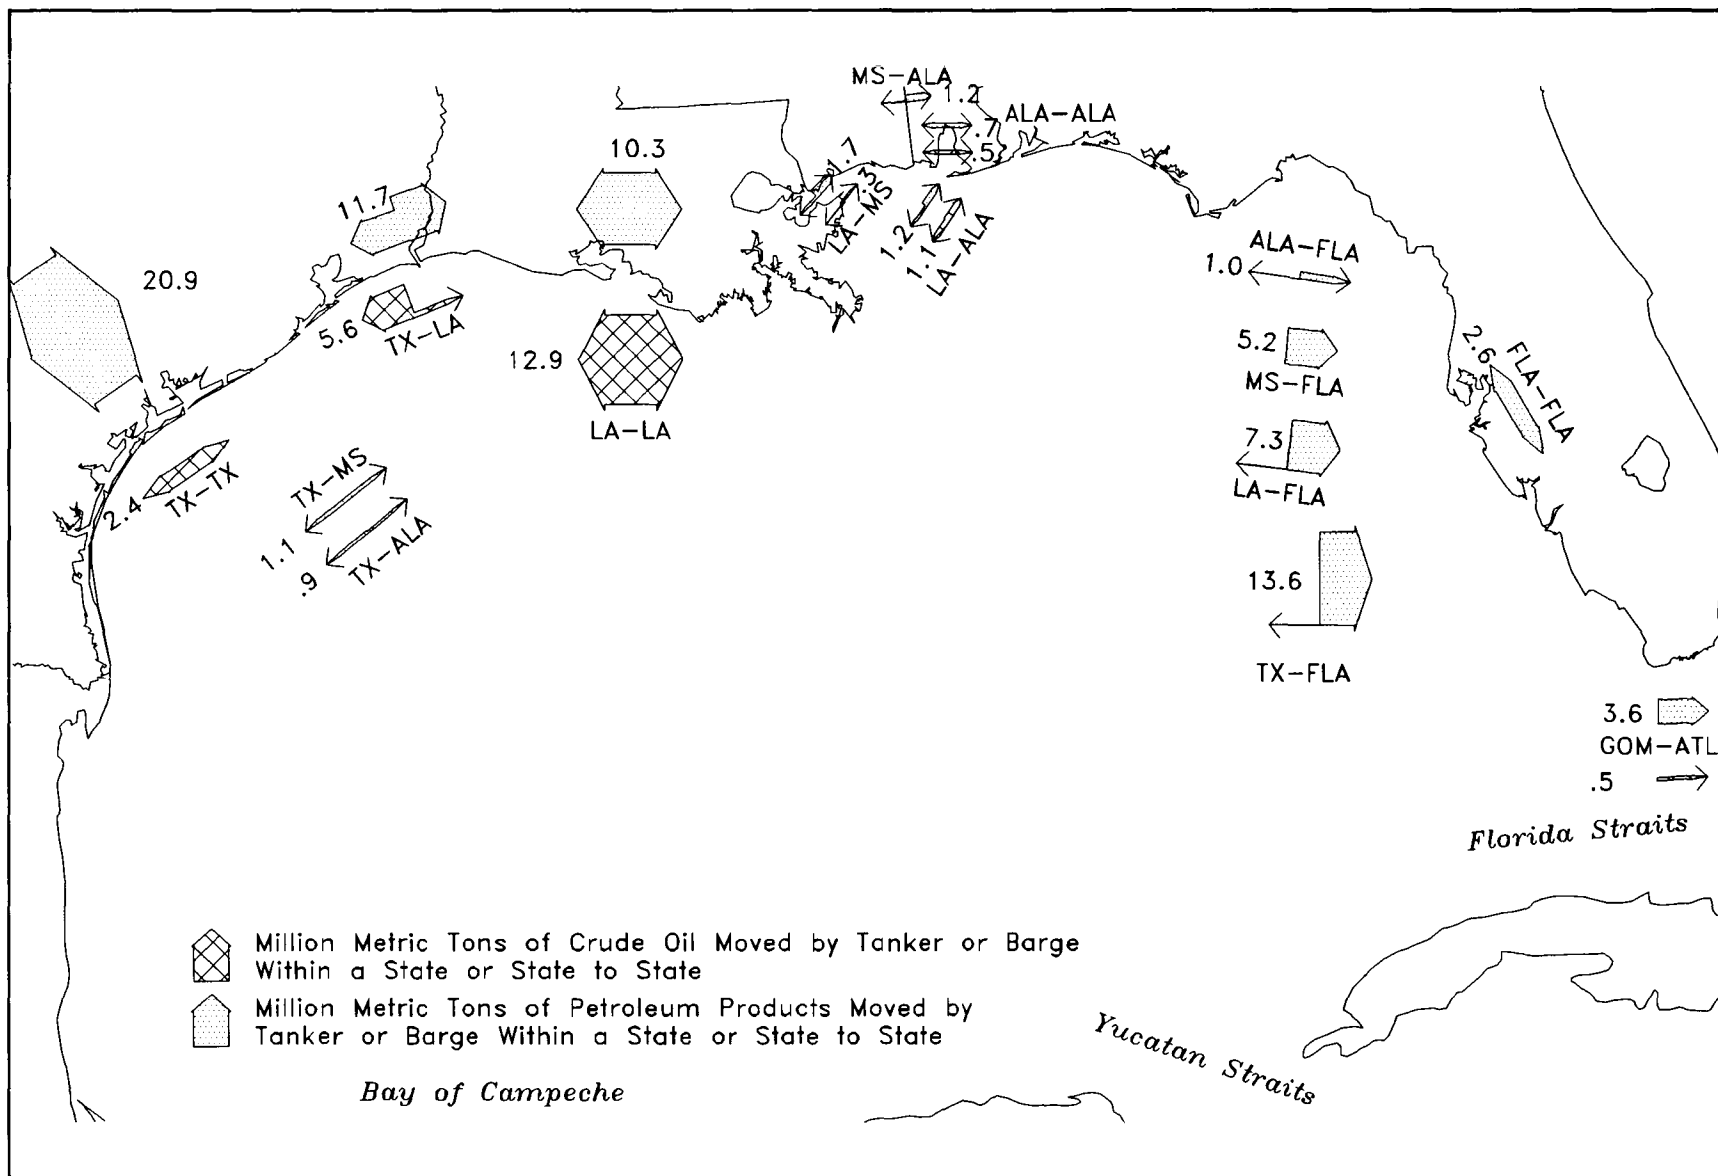 MS-ALA
1.2
ALA-ALA
.7
.5
10.3
1.7
.3
LA-MS
11.7
1.2
1.1
LA-ALA
ALA-FLA
1.0
20.9
5.6
TX-LA
12.9
LA-LA
5.2
MS-FLA
2.6
FLA-FLA
7.3
LA-FLA
2.4
TX-TX
TX-MS
1.1
.9
TX-ALA
13.6
TX-FLA
3.6
GOM-ATL
.5
Florida Straits
Million Metric Tons of Crude Oil Moved by Tanker or Barge
Within a State or State to State
Million Metric Tons of Petroleum Products Moved by
Tanker or Barge Within a State or State to State
Yucatan Straits
Bay of Campeche